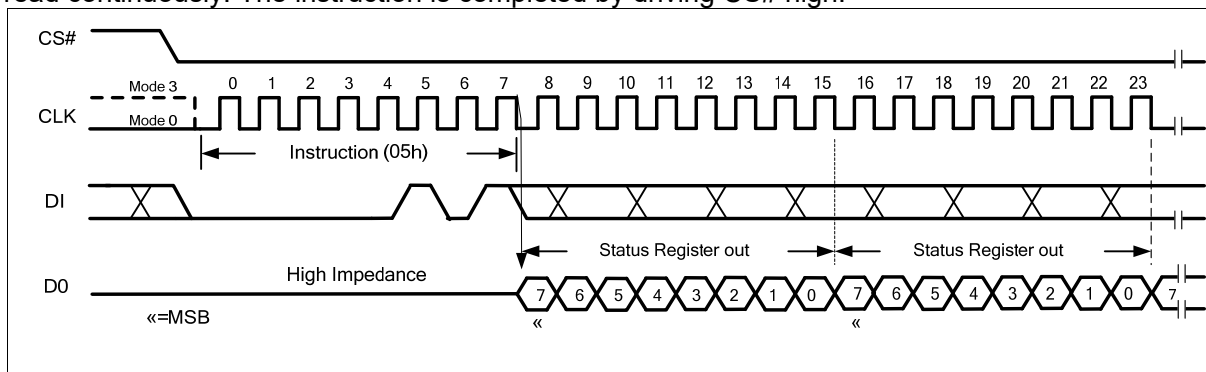 read continuously. The instruction is completed by driving CS# high.
CS#
Mode 3
0 1 2 3 4 5 6 7 8 9 10 11 12 13 14 15 16 17 18 19 20 21 22 23
CLK
Mode 0
Instruction (05h)
DI
Status Register out Status Register out
High Impedance
D0
7 6 5 4 3 2 1 0 7 6 5 4 3 2 1 0 7
«=MSB « «